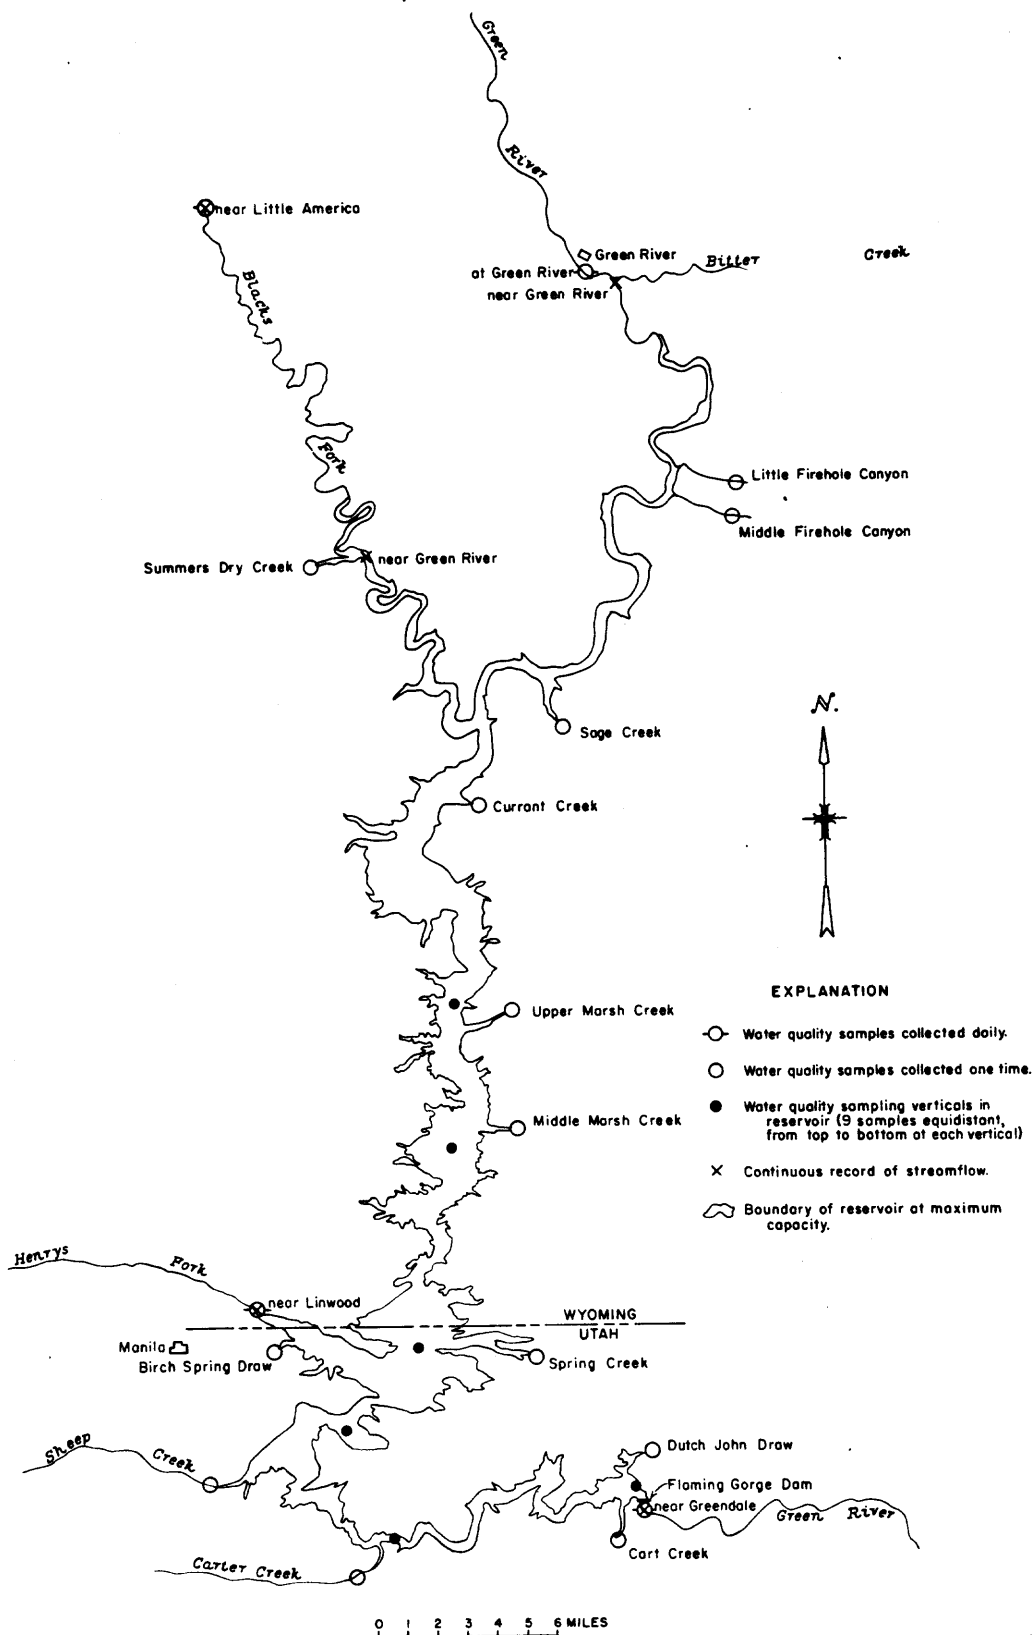 Green
River
near Little America
Green River
Bitter
Creek
at Green River
near Green River
Blacks
Fork
Little Firehole Canyon
Middle Firehole Canyon
near Green River
Summers Dry Creek
N.
Sage Creek
Currant Creek
EXPLANATION
Upper Marsh Creek
Water quality samples collected daily.
Water quality samples collected one time.
Water quality sampling verticals in
reservoir (9 samples equidistant,
from top to bottom at each vertical)
Middle Marsh Creek
Continuous record of streamflow.
Boundary of reservoir at maximum
capacity.
Henrys
Fork
near Linwood
WYOMING
UTAH
Manila
Birch Spring Draw
Spring Creek
Sheep
Creek
Dutch John Draw
Flaming Gorge Dam
near Greendale
Green River
Cart Creek
Carter Creek
0 1 2 3 4 5 6 MILES